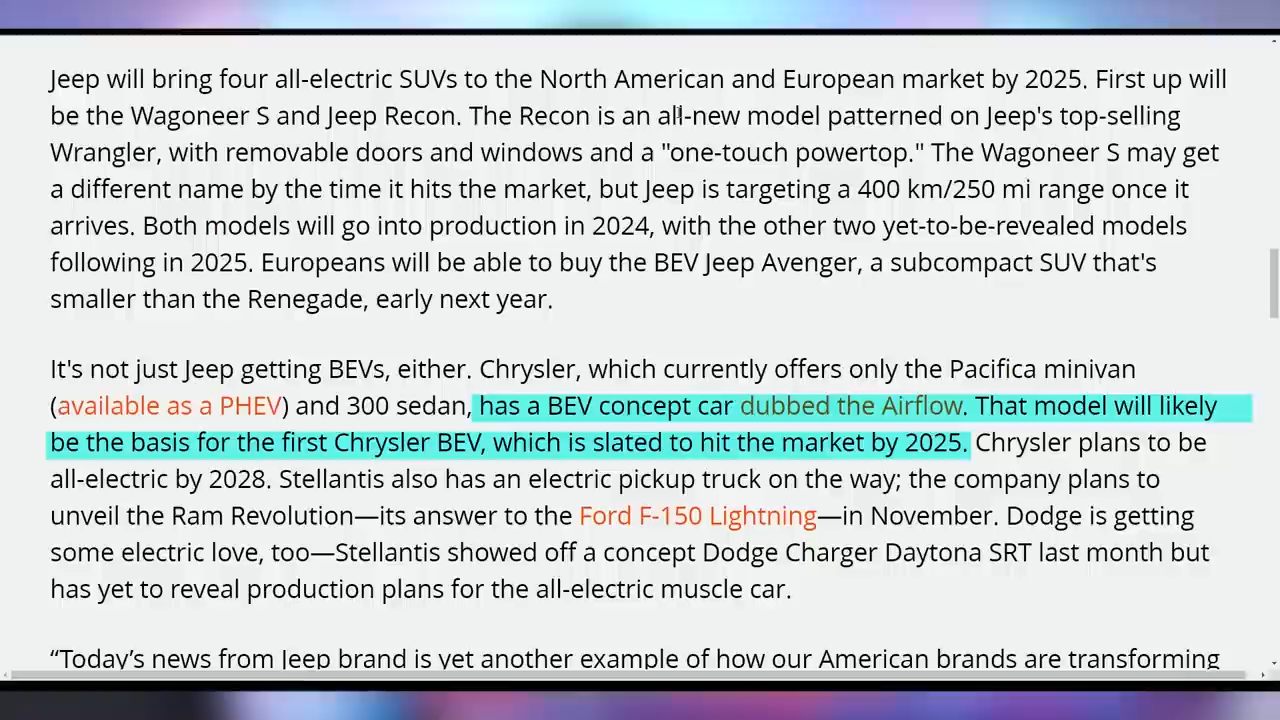 Jeep will bring four all-electric SUVs to the North American and European market by 2025. First up will
be the Wagoneer S and Jeep Recon. The Recon is an all-new model patterned on Jeep's top-selling
Wrangler, with removable doors and windows and a "one-touch powertop." The Wagoneer S may get
a different name by the time it hits the market, but Jeep is targeting a 400 km/250 mi range once it
arrives. Both models will go into production in 2024, with the other two yet-to-be-revealed models
following in 2025. Europeans will be able to buy the BEV Jeep Avenger, a subcompact SUV that's
smaller than the Renegade, early next year.
It's not just Jeep getting BEVs, either. Chrysler, which currently offers only the Pacifica minivan
(available as a PHEV) and 300 sedan, has a BEV concept car dubbed the Airflow. That model will likely
be the basis for the first Chrysler BEV, which is slated to hit the market by 2025. Chrysler plans to be
all-electric by 2028. Stellantis also has an electric pickup truck on the way; the company plans to
unveil the Ram Revolution—its answer to the Ford F-150 Lightning—in November. Dodge is getting
some electric love, too—Stellantis showed off a concept Dodge Charger Daytona SRT last month but
has yet to reveal production plans for the all-electric muscle car.
“Today’s news from Jeep brand is yet another example of how our American brands are transforming